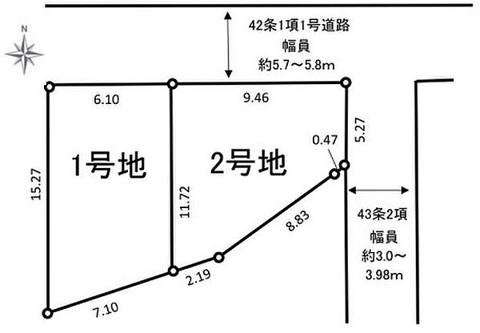 N
42条1項1号道路
幅員
約5.7～5.8m
6.10
9.46
5.27
0.47
1号地
2号地
15.27
11.72
8.83
2.19
7.10
43条2項
幅員
約3.0～
3.98m